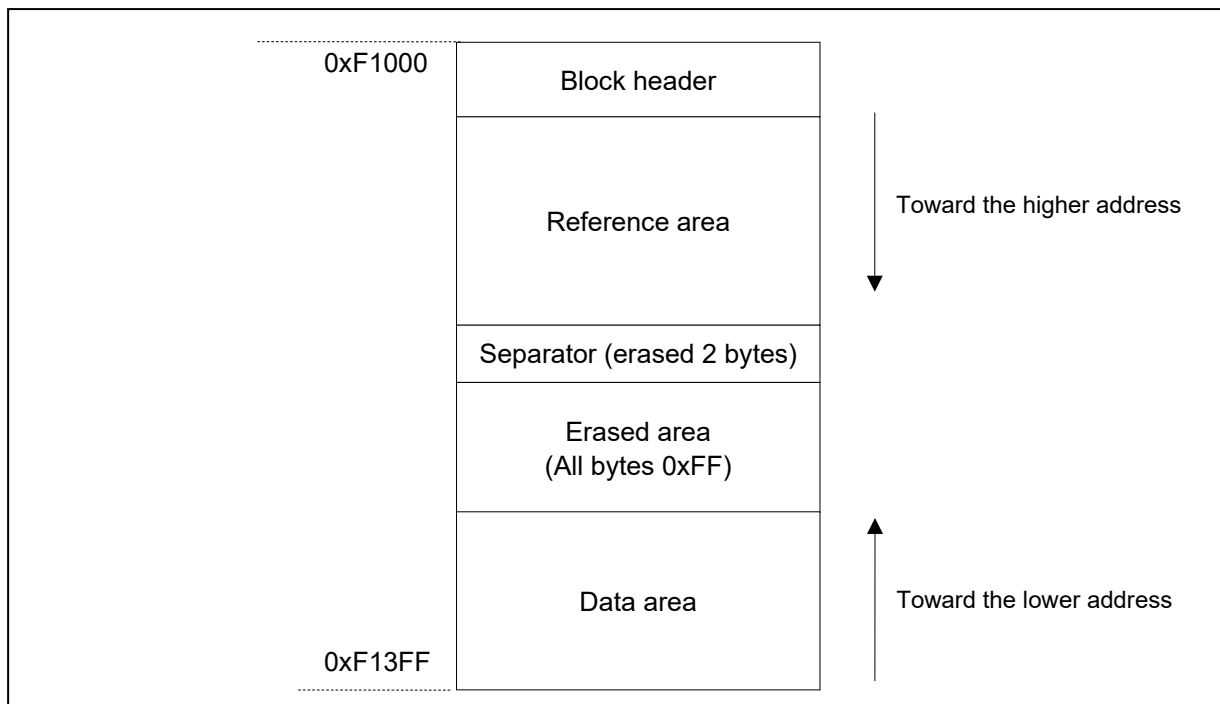 0xF1000
Block header
Reference area
Toward the higher address
Separator (erased 2 bytes)
Erased area
(All bytes 0xFF)
Data area
Toward the lower address
0xF13FF